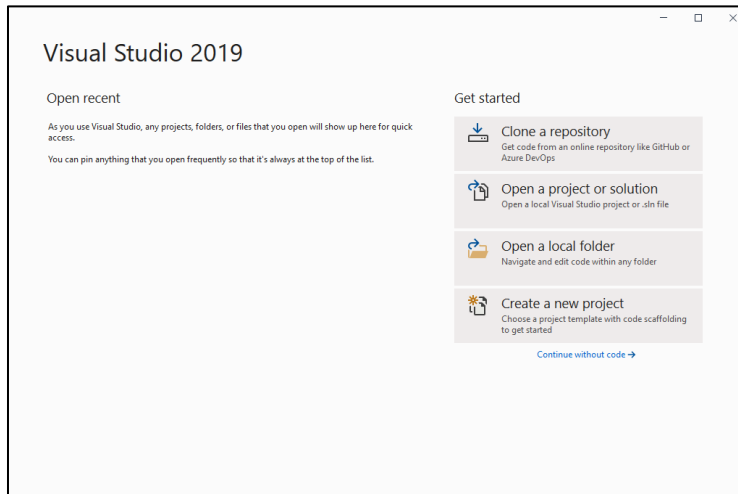 Visual Studio 2019
Open recent
As you use Visual Studio, any projects, folders, or files that you open will show up here for quick
access.
You can pin anything that you open frequently so that it's always at the top of the list.
Get started
Clone a repository
Get code from an online repository like GitHub or
Azure DevOps
Open a project or solution
Open a local Visual Studio project or .sln file
Open a local folder
Navigate and edit code within any folder
Create a new project
Choose a project template with code scaffolding
to get started
Continue without code →